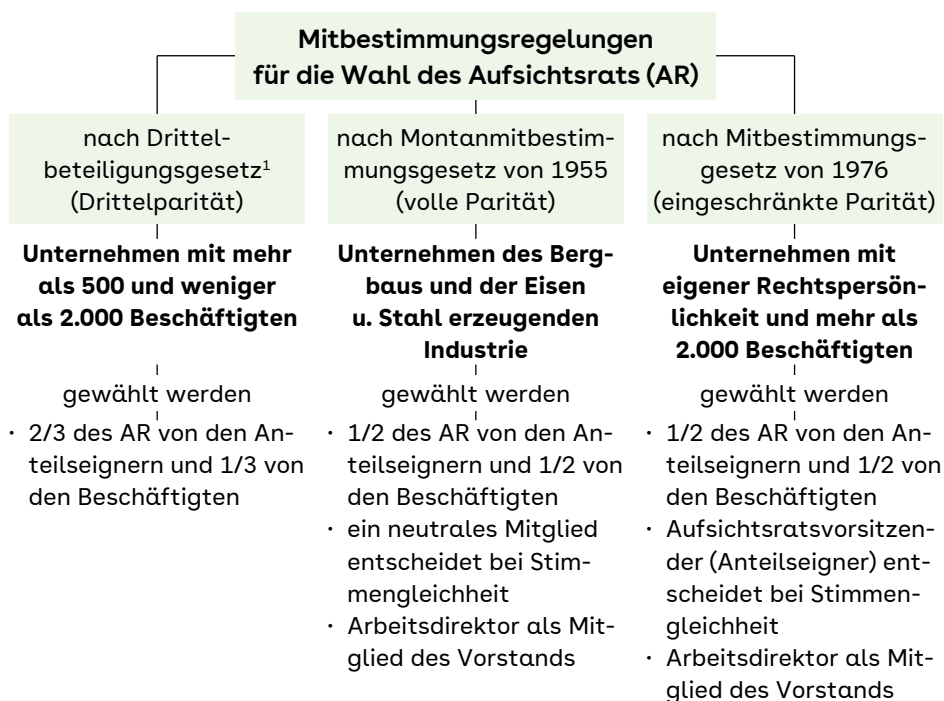 Mitbestimmungsregelungen
für die Wahl des Aufsichtsrats (AR)
nach Drittel-
beteiligungsgesetz¹
(Drittelparität)
Unternehmen mit mehr
als 500 und weniger
als 2.000 Beschäftigten
gewählt werden
· 2/3 des AR von den An-
teilseignern und 1/3 von
den Beschäftigten
nach Montanmitbestim-
mungsgesetz von 1955
(volle Parität)
Unternehmen des Berg-
baus und der Eisen
u. Stahl erzeugenden
Industrie
gewählt werden
· 1/2 des AR von den An-
teilseignern und 1/2 von
den Beschäftigten
· ein neutrales Mitglied
entscheidet bei Stim-
mengleichheit
· Arbeitsdirektor als Mit-
glied des Vorstands
nach Mitbestimmungs-
gesetz von 1976
(eingeschränkte Parität)
Unternehmen mit
eigener Rechtspersön-
lichkeit und mehr als
2.000 Beschäftigten
gewählt werden
· 1/2 des AR von den An-
teilseignern und 1/2 von
den Beschäftigten
· Aufsichtsratsvorsitzen-
der (Anteilseigner) ent-
scheidet bei Stimmen-
gleichheit
· Arbeitsdirektor als Mit-
glied des Vorstands